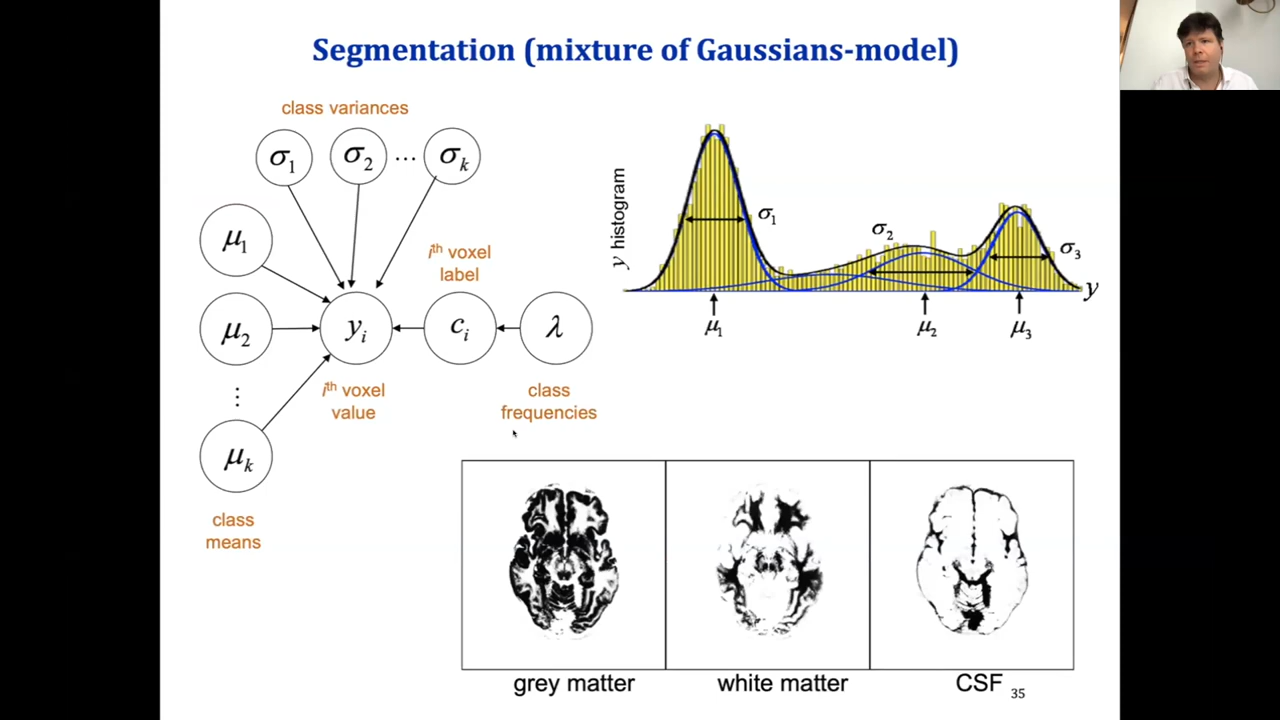 Segmentation (mixture of Gaussians-model)
class variances
σ1 σ2 ... σk
μ1
ith voxel
label
yi ci λ
μ2
⋮
ith voxel
value
class
frequencies
μk
class
means
y histogram
σ1
σ2
σ3
y
μ1 μ2 μ3
grey matter white matter CSF
35